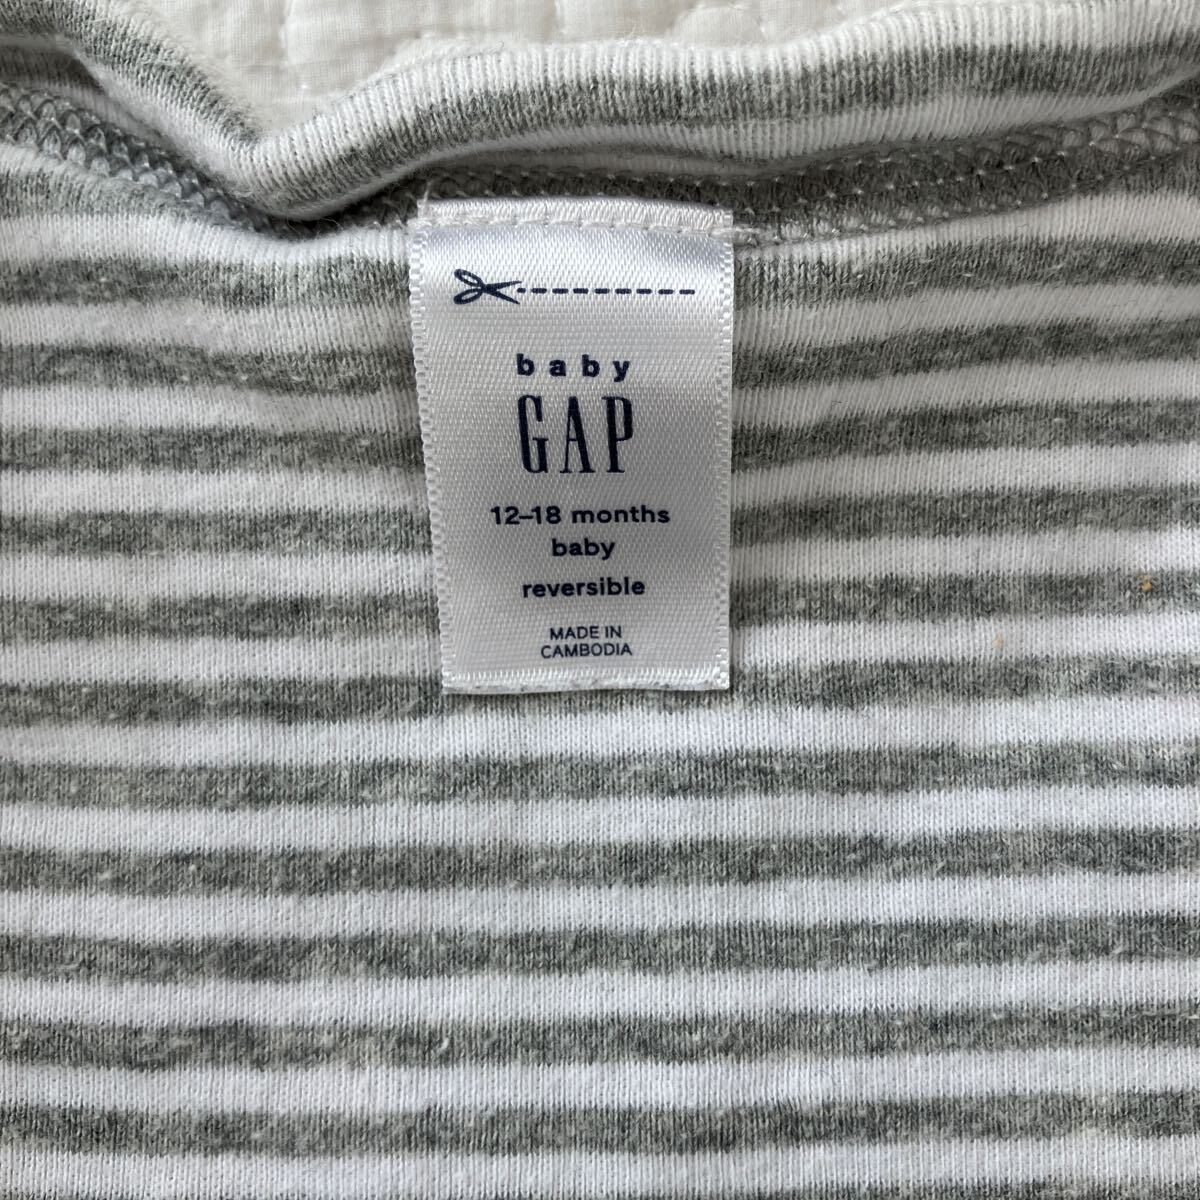 baby
GAP
12–18 months
baby
reversible
MADE IN
CAMBODIA